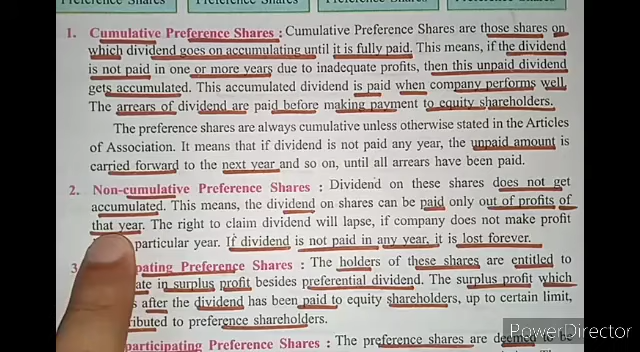 Preference Shares
Preference Shares
Preference Shares
Preference Shares
1. Cumulative Preference Shares : Cumulative Preference Shares are those shares on
which dividend goes on accumulating until it is fully paid. This means, if the dividend
is not paid in one or more years due to inadequate profits, then this unpaid dividend
gets accumulated. This accumulated dividend is paid when company performs well.
The arrears of dividend are paid before making payment to equity shareholders.
The preference shares are always cumulative unless otherwise stated in the Articles
of Association. It means that if dividend is not paid any year, the unpaid amount is
carried forward to the next year and so on, until all arrears have been paid.
2. Non-cumulative Preference Shares : Dividend on these shares does not get
accumulated. This means, the dividend on shares can be paid only out of profits of
that year. The right to claim dividend will lapse, if company does not make profit
particular year. If dividend is not paid in any year, it is lost forever.
3 pating Preference Shares : The holders of these shares are entitled to
ate in surplus profit besides preferential dividend. The surplus profit which
s after the dividend has been paid to equity shareholders, up to certain limit,
ributed to preference shareholders.
participating Preference Shares : The preference shares are deemed to be
PowerDirector